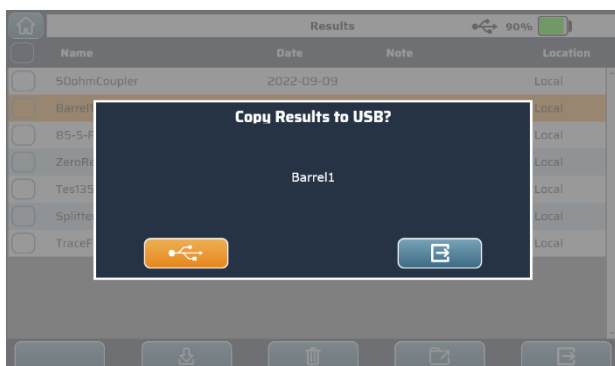 Results
90%
Name Date Note Location
50ohmCoupler 2022-09-09 Local
Copy Results to USB?
Barrel1
Local
Local
Local
Local
Local
Local